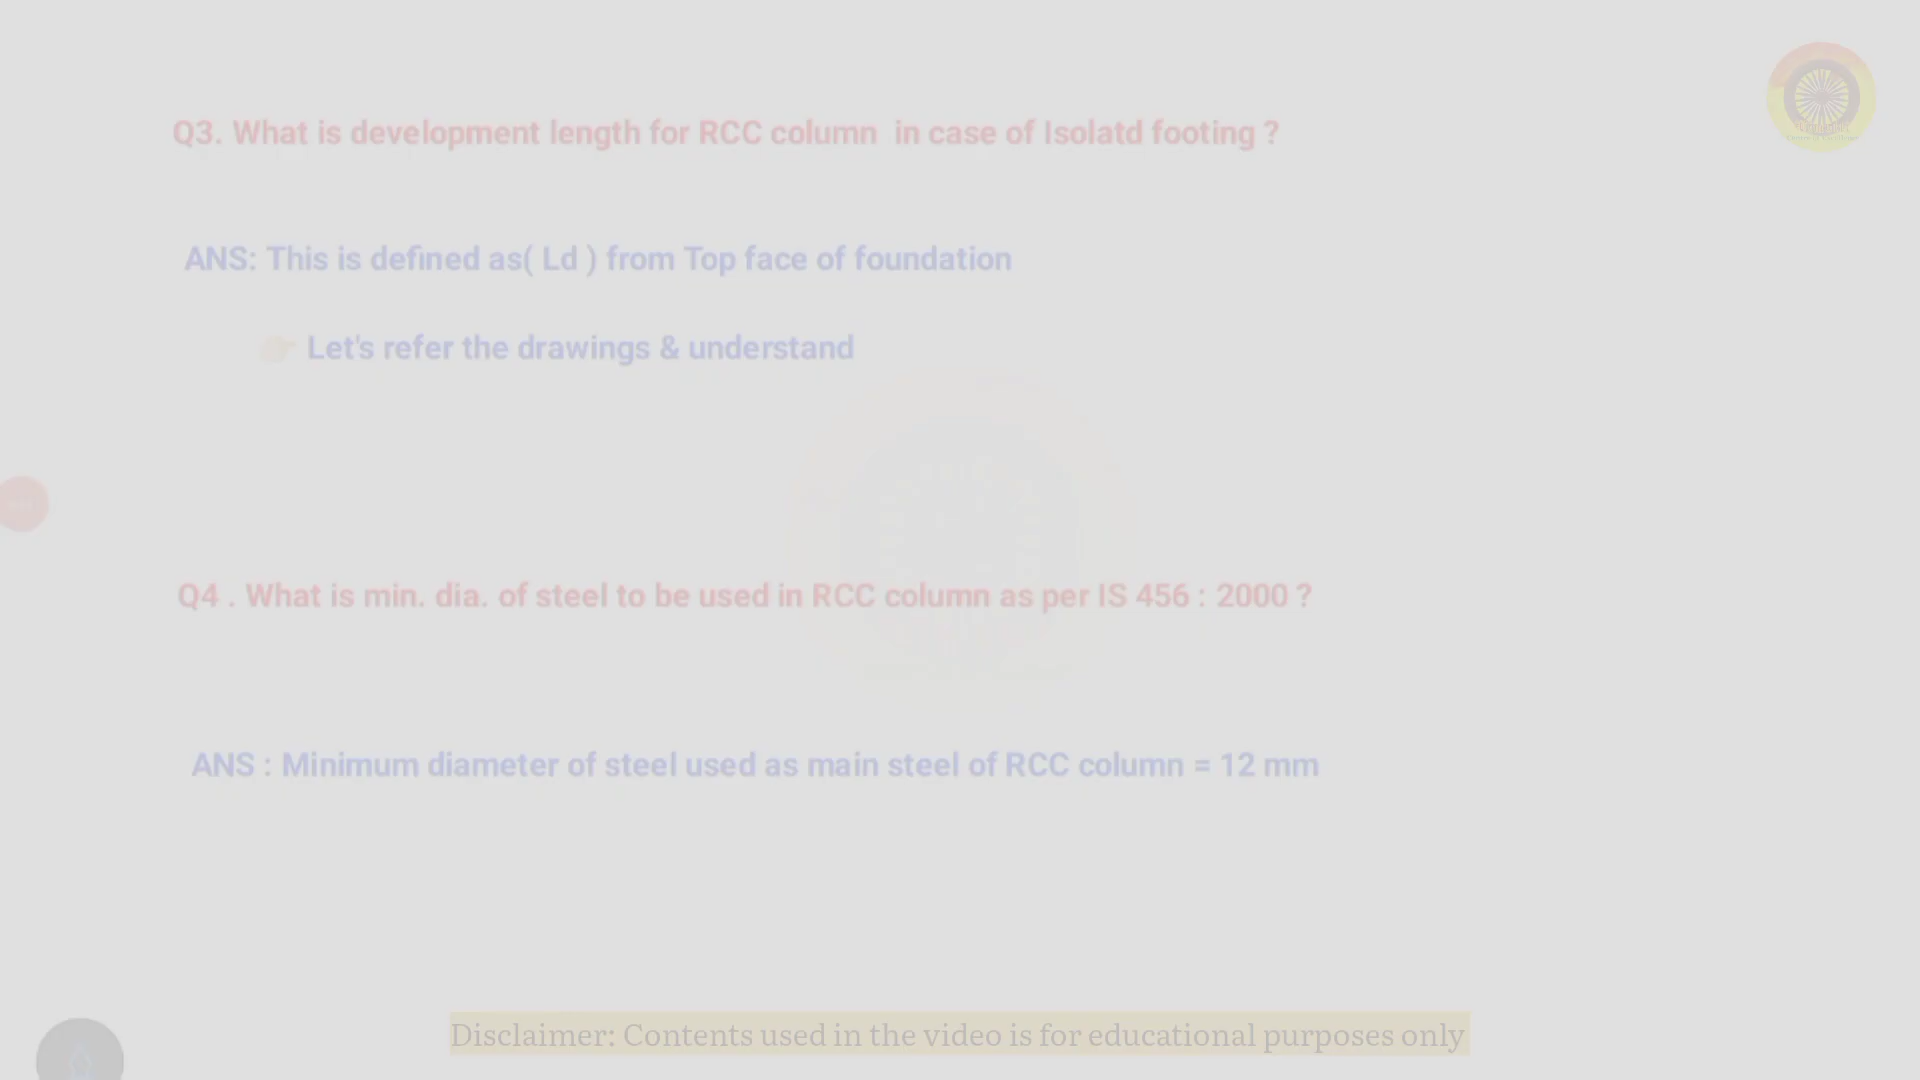 Q3. What is development length for RCC column in case of Isolatd footing ?
ANS: This is defined as( Ld ) from Top face of foundation
👉 Let's refer the drawings & understand
Q4 . What is min. dia. of steel to be used in RCC column as per IS 456 : 2000 ?
ANS : Minimum diameter of steel used as main steel of RCC column = 12 mm
Disclaimer: Contents used in the video is for educational purposes only